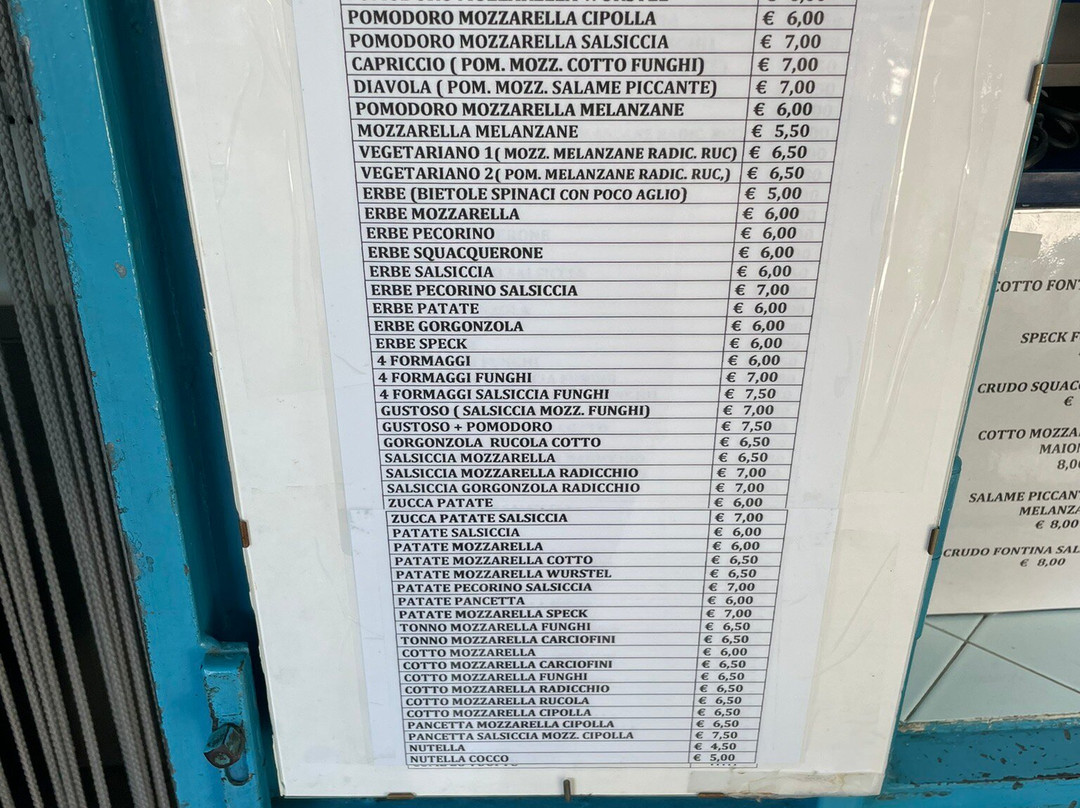 POMODORO MOZZARELLA WURSTEL
POMODORO MOZZARELLA CIPOLLA € 6,00
POMODORO MOZZARELLA SALSICCIA € 7,00
CAPRICCIO ( POM. MOZZ. COTTO FUNGHI) € 7,00
DIAVOLA ( POM. MOZZ. SALAME PICCANTE) € 7,00
POMODORO MOZZARELLA MELANZANE € 6,00
MOZZARELLA MELANZANE € 5,50
VEGETARIANO 1( MOZZ. MELANZANE RADIC. RUC) € 6,50
VEGETARIANO 2( POM. MELANZANE RADIC. RUC,) € 6,50
ERBE (BIETOLE SPINACI CON POCO AGLIO) € 5,00
ERBE MOZZARELLA € 6,00
ERBE PECORINO € 6,00
ERBE SQUACQUERONE € 6,00
ERBE SALSICCIA € 6,00
ERBE PECORINO SALSICCIA € 7,00
ERBE PATATE € 6,00
ERBE GORGONZOLA € 6,00
ERBE SPECK € 6,00
4 FORMAGGI € 6,00
4 FORMAGGI FUNGHI € 7,00
4 FORMAGGI SALSICCIA FUNGHI € 7,50
GUSTOSO ( SALSICCIA MOZZ. FUNGHI) € 7,00
GUSTOSO + POMODORO € 7,50
GORGONZOLA RUCOLA COTTO € 6,50
SALSICCIA MOZZARELLA € 6,50
SALSICCIA MOZZARELLA RADICCHIO € 7,00
SALSICCIA GORGONZOLA RADICCHIO € 7,00
ZUCCA PATATE € 6,00
ZUCCA PATATE SALSICCIA € 7,00
PATATE SALSICCIA € 6,00
PATATE MOZZARELLA € 6,00
PATATE MOZZARELLA COTTO € 6,50
PATATE MOZZARELLA WURSTEL € 6,50
PATATE PECORINO SALSICCIA € 7,00
PATATE PANCETTA € 6,00
PATATE MOZZARELLA SPECK € 7,00
TONNO MOZZARELLA FUNGHI € 6,50
TONNO MOZZARELLA CARCIOFINI € 6,50
COTTO MOZZARELLA € 6,00
COTTO MOZZARELLA CARCIOFINI € 6,50
COTTO MOZZARELLA FUNGHI € 6,50
COTTO MOZZARELLA RADICCHIO € 6,50
COTTO MOZZARELLA RUCOLA € 6,50
COTTO MOZZARELLA CIPOLLA € 6,50
PANCETTA MOZZARELLA CIPOLLA € 6,50
PANCETTA SALSICCIA MOZZ. CIPOLLA € 7,50
NUTELLA € 4,50
NUTELLA COCCO € 5,00
COTTO FONT
SPECK F
CRUDO SQUAC
€
COTTO MOZZA
MAION
8,00
SALAME PICCANT
MELANZA
€ 8,00
CRUDO FONTINA SAL
€ 8,00